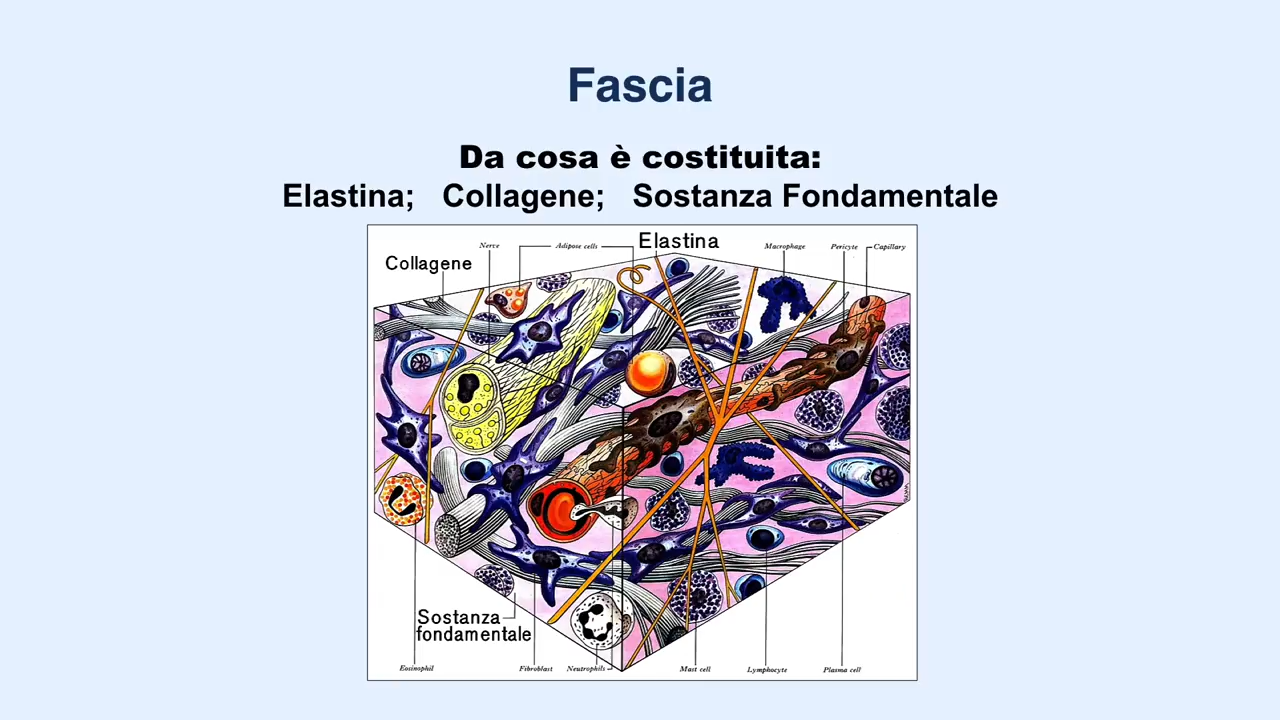 Fascia
Da cosa è costituita:
Elastina; Collagene; Sostanza Fondamentale
Nerve
Adipose cells
Elastina
Macrophage
Pericyte
Capillary
Collagene
Sostanza
fondamentale
Eosinophil
Fibroblast
Neutrophils
Mast cell
Lymphocyte
Plasma cell